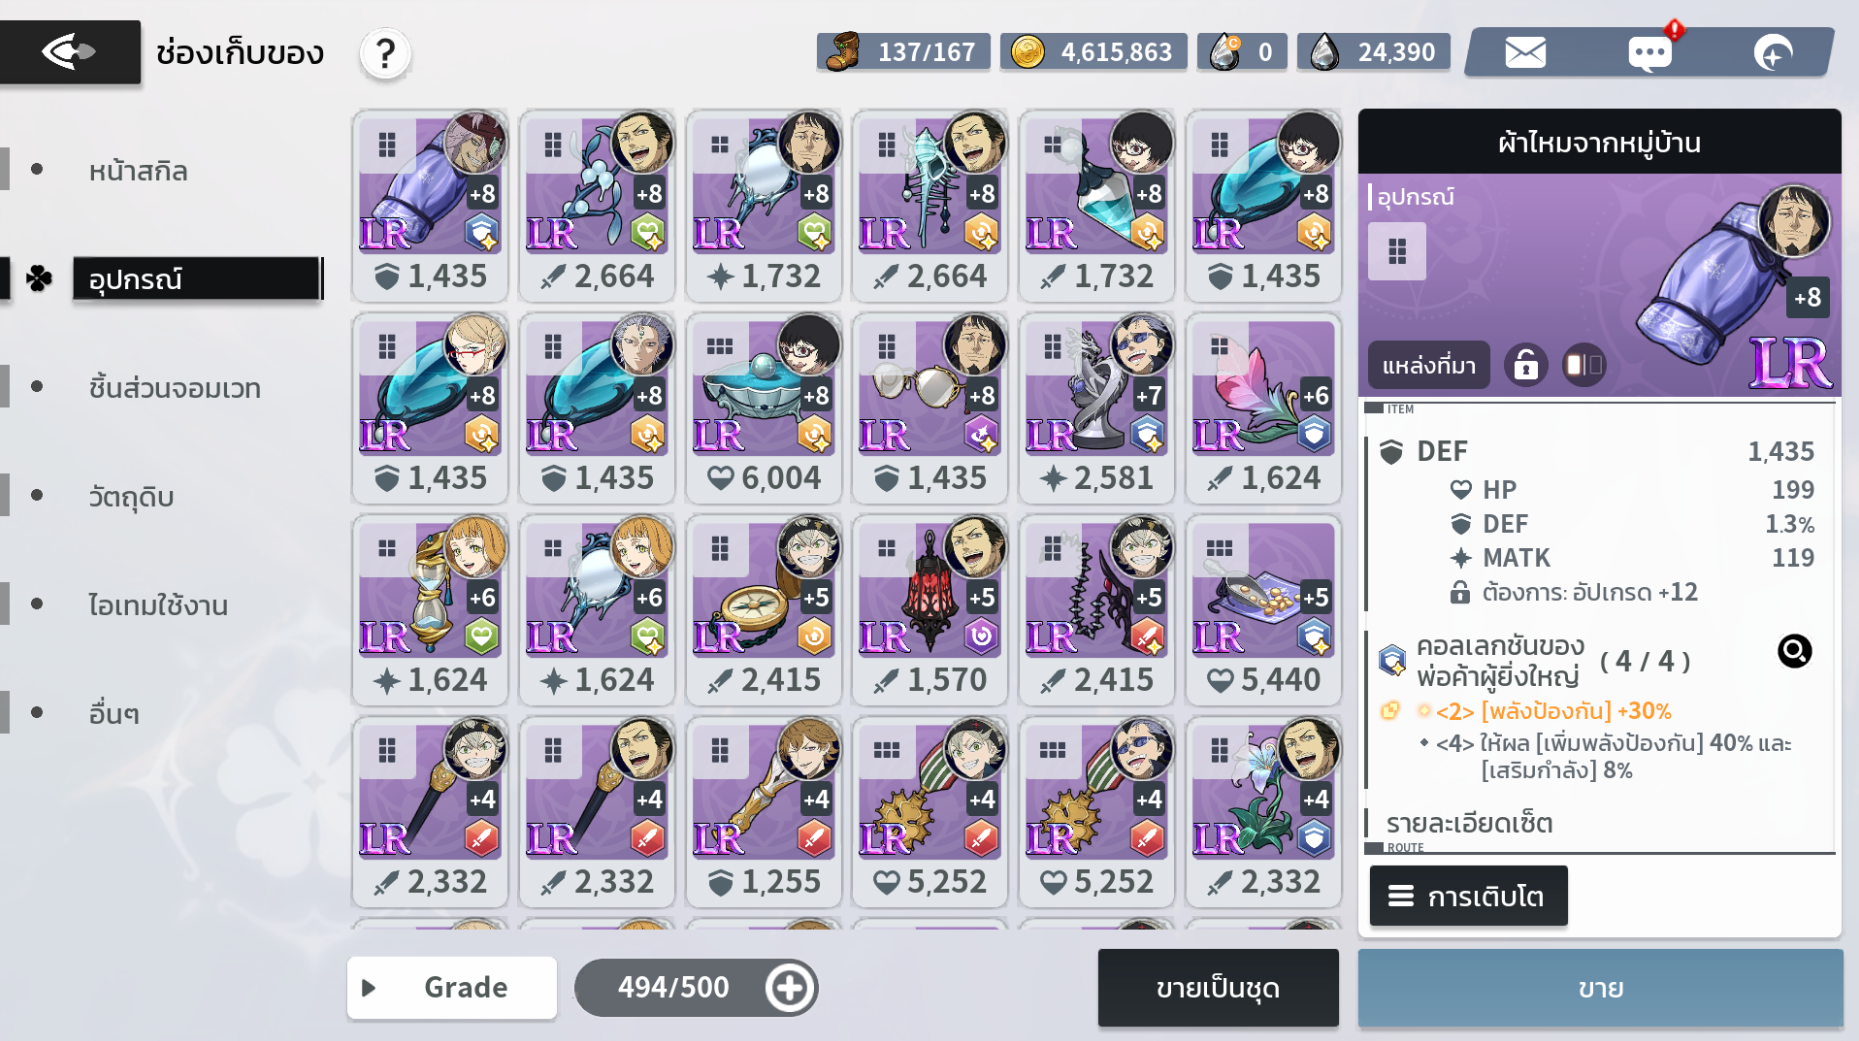 ช่องเก็บของ
?
137/167
4,615,863
0
24,390
หน้าสกิล
อุปกรณ์
ชิ้นส่วนจอมเวท
วัตถุดิบ
ไอเทมใช้งาน
อื่นๆ
+8 +8 +8 +8 +8 +8
LR LR LR LR LR LR
1,435 2,664 1,732 2,664 1,732 1,435
+8 +8 +8 +8 +7 +6
LR LR LR LR LR LR
1,435 1,435 6,004 1,435 2,581 1,624
+6 +6 +5 +5 +5 +5
LR LR LR LR LR LR
1,624 1,624 2,415 1,570 2,415 5,440
+4 +4 +4 +4 +4 +4
LR LR LR LR LR LR
2,332 2,332 1,255 5,252 5,252 2,332
Grade
494/500
ขายเป็นชุด
ผ้าไหมจากหมู่บ้าน
อุปกรณ์
+8
LR
แหล่งที่มา
ITEM
DEF 1,435
HP 199
DEF 1.3%
MATK 119
ต้องการ: อัปเกรด +12
คอลเลกชันของ
พ่อค้าผู้ยิ่งใหญ่ ( 4 / 4 )
<2> [พลังป้องกัน] +30%
<4> ให้ผล [เพิ่มพลังป้องกัน] 40% และ
[เสริมกำลัง] 8%
รายละเอียดเซ็ต
ROUTE
การเติบโต
ขาย